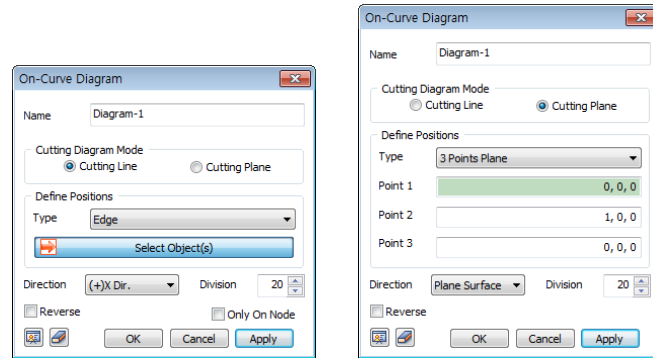 On-Curve Diagram
Name Diagram-1
Cutting Diagram Mode
Cutting Line Cutting Plane
Define Positions
Type Edge
Select Object(s)
Direction (+)X Dir. Division 20
Reverse Only On Node
OK Cancel Apply
On-Curve Diagram
Name Diagram-1
Cutting Diagram Mode
Cutting Line Cutting Plane
Define Positions
Type 3 Points Plane
Point 1 0, 0, 0
Point 2 1, 0, 0
Point 3 0, 0, 0
Direction Plane Surface Division 20
Reverse
OK Cancel Apply